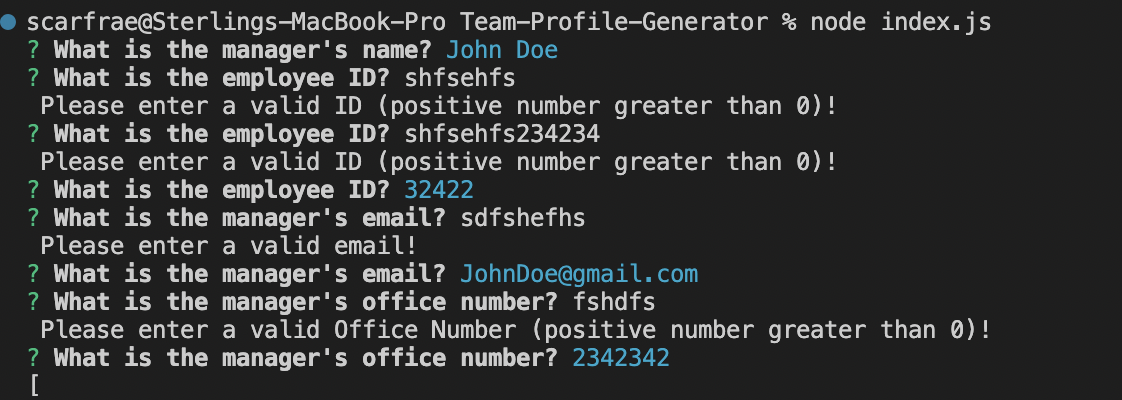 scarfrae@Sterlings-MacBook-Pro Team-Profile-Generator % node index.js
? What is the manager's name? John Doe
? What is the employee ID? shfsehfs
Please enter a valid ID (positive number greater than 0)!
? What is the employee ID? shfsehfs234234
Please enter a valid ID (positive number greater than 0)!
? What is the employee ID? 32422
? What is the manager's email? sdfshefhs
Please enter a valid email!
? What is the manager's email? JohnDoe@gmail.com
? What is the manager's office number? fshdfs
Please enter a valid Office Number (positive number greater than 0)!
? What is the manager's office number? 2342342
[